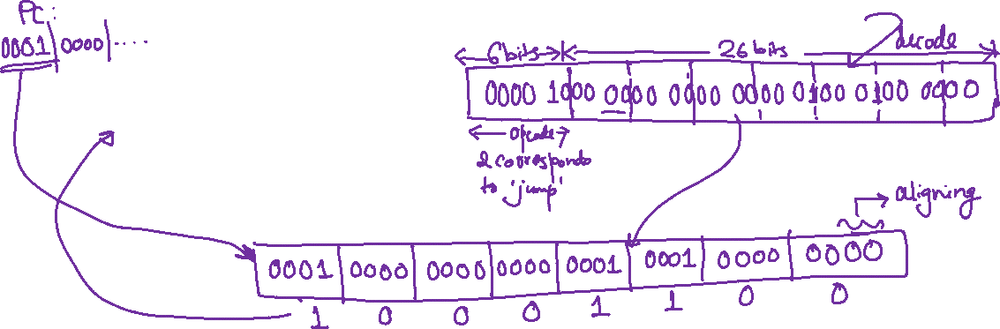 PC:
0001 0000 ....
decode
6 bits 26 bits
0000 1000 0000 0000 0000 0100 0100 0000
opcode
2 corresponds
to 'jump'
aligning
0001 0000 0000 0000 0001 0001 0000 0000
1 0 0 0 1 1 0 0